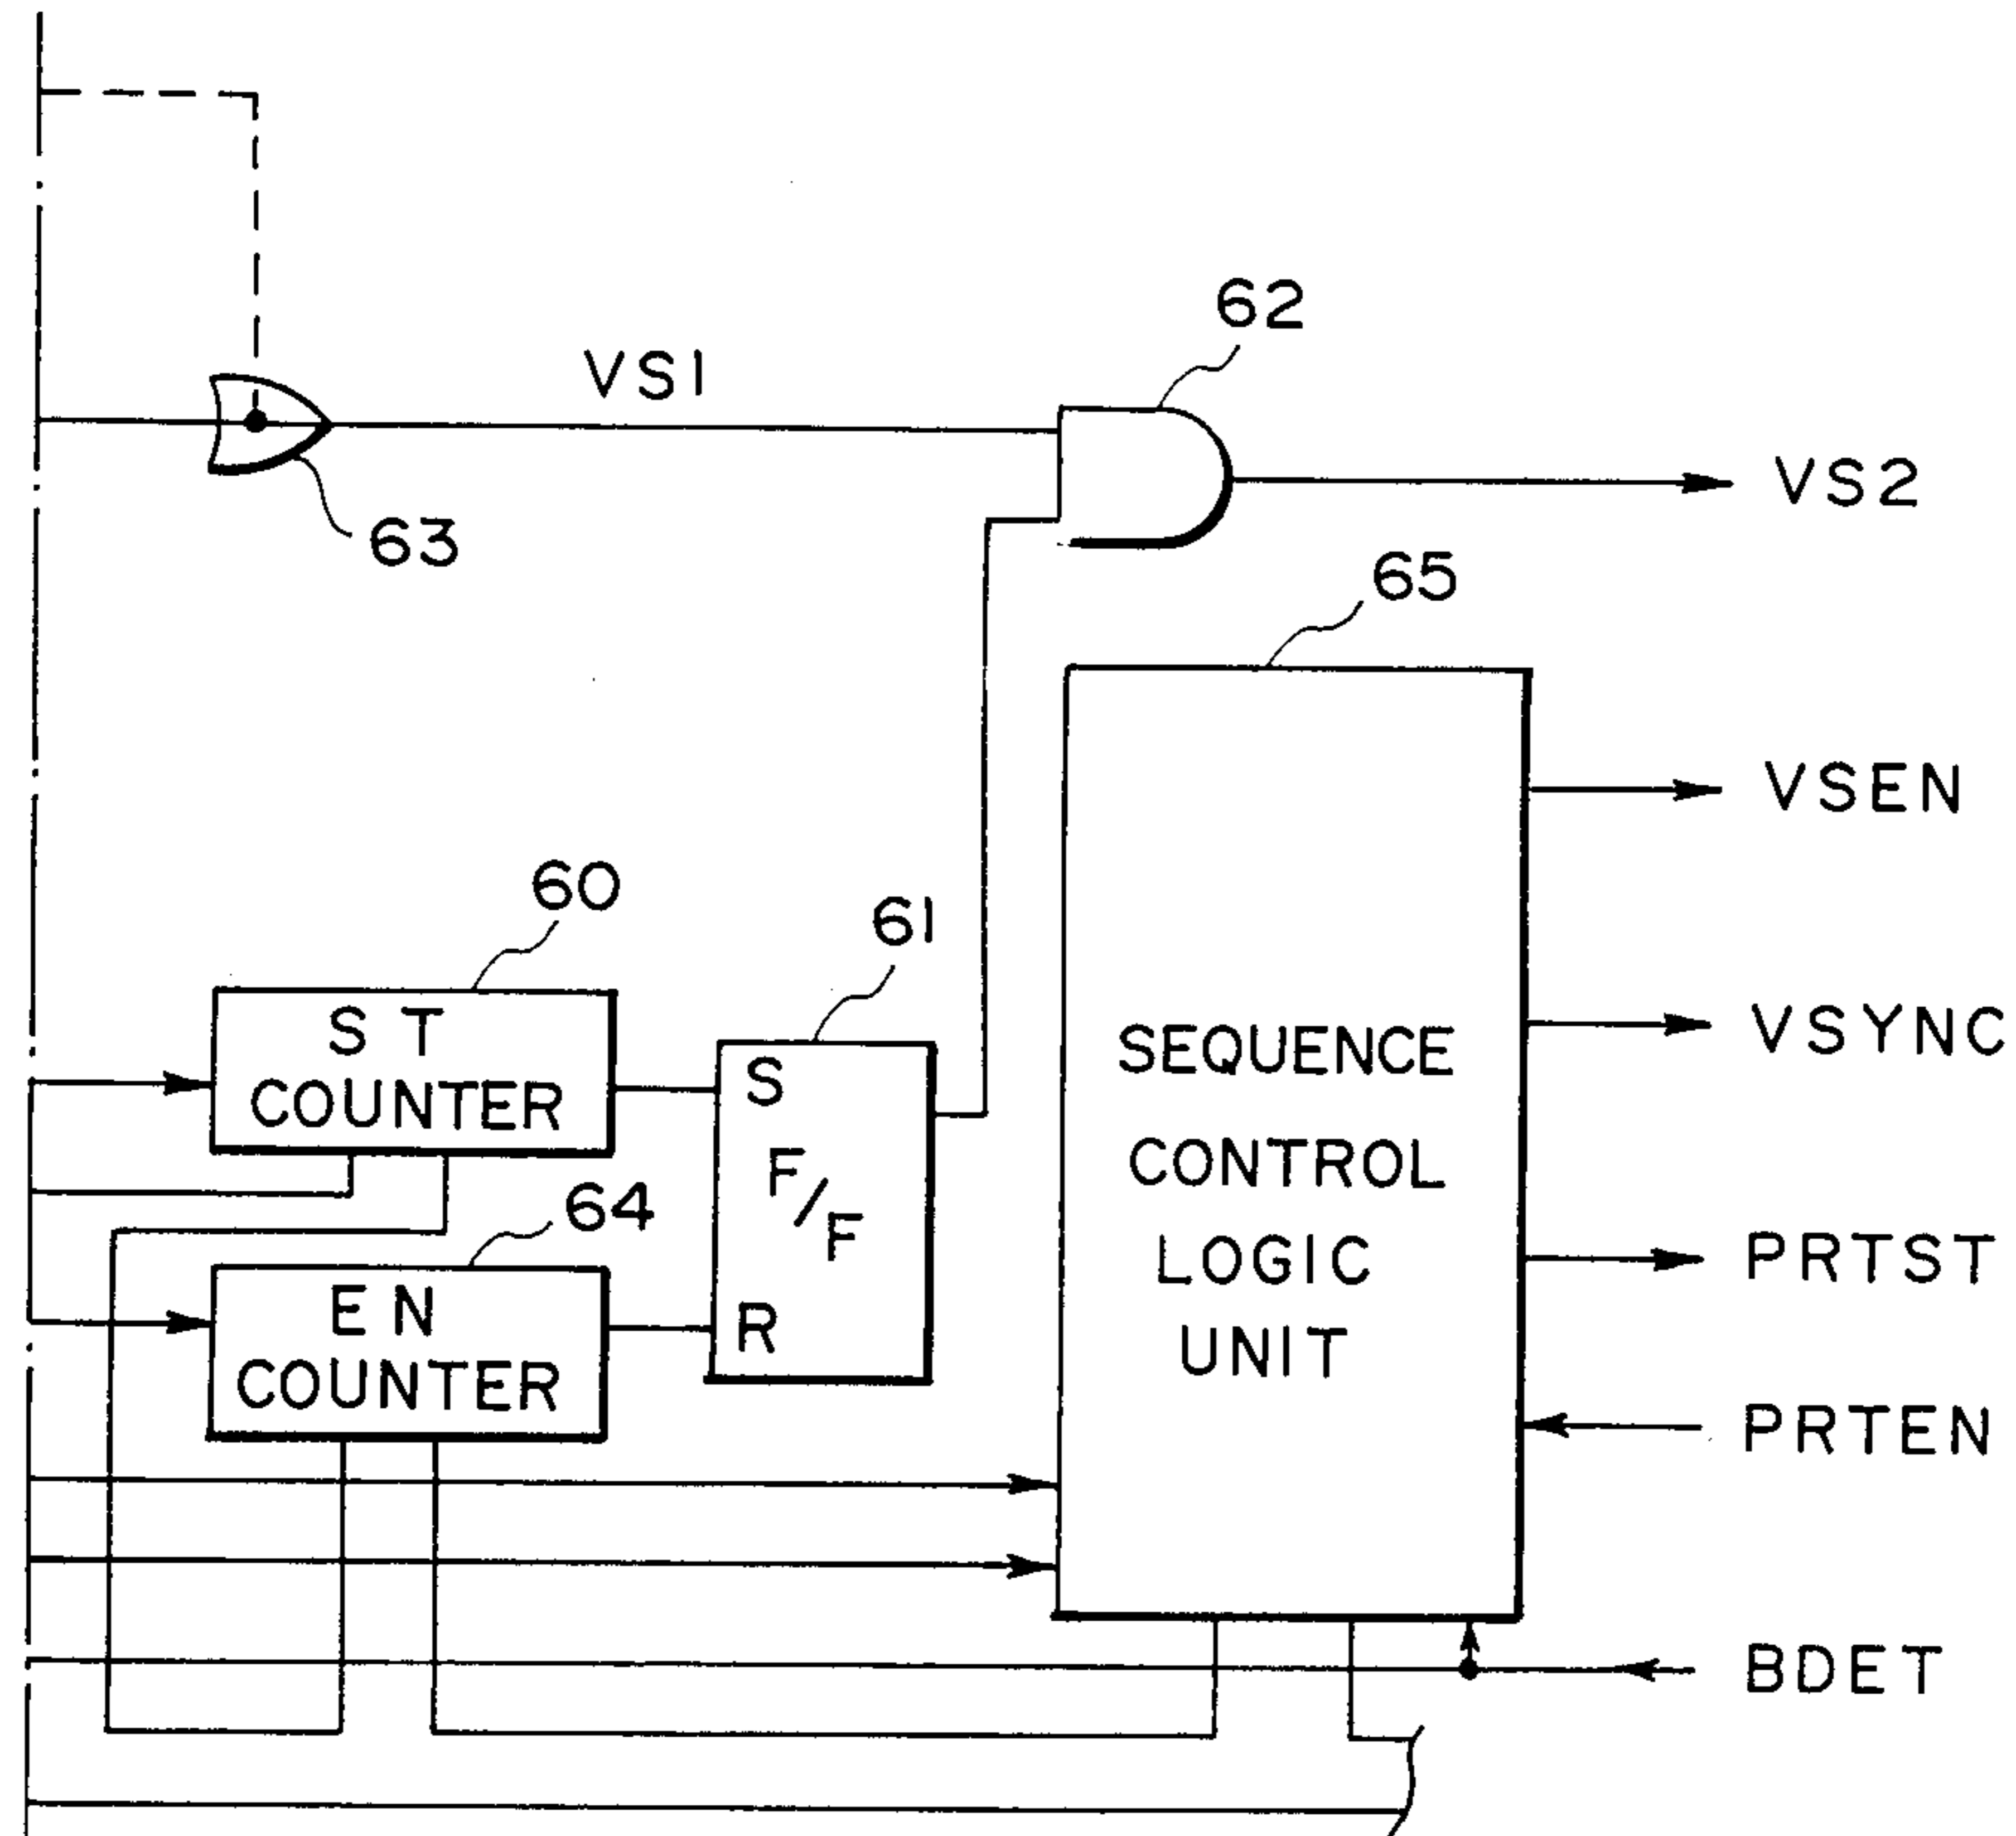 62
VS1
VS2
63
65
VSEN
60
61
S T
COUNTER
VSYNC
SEQUENCE
CONTROL
LOGIC
UNIT
S
F/F
R
64
EN
COUNTER
PRTST
PRTEN
BDET